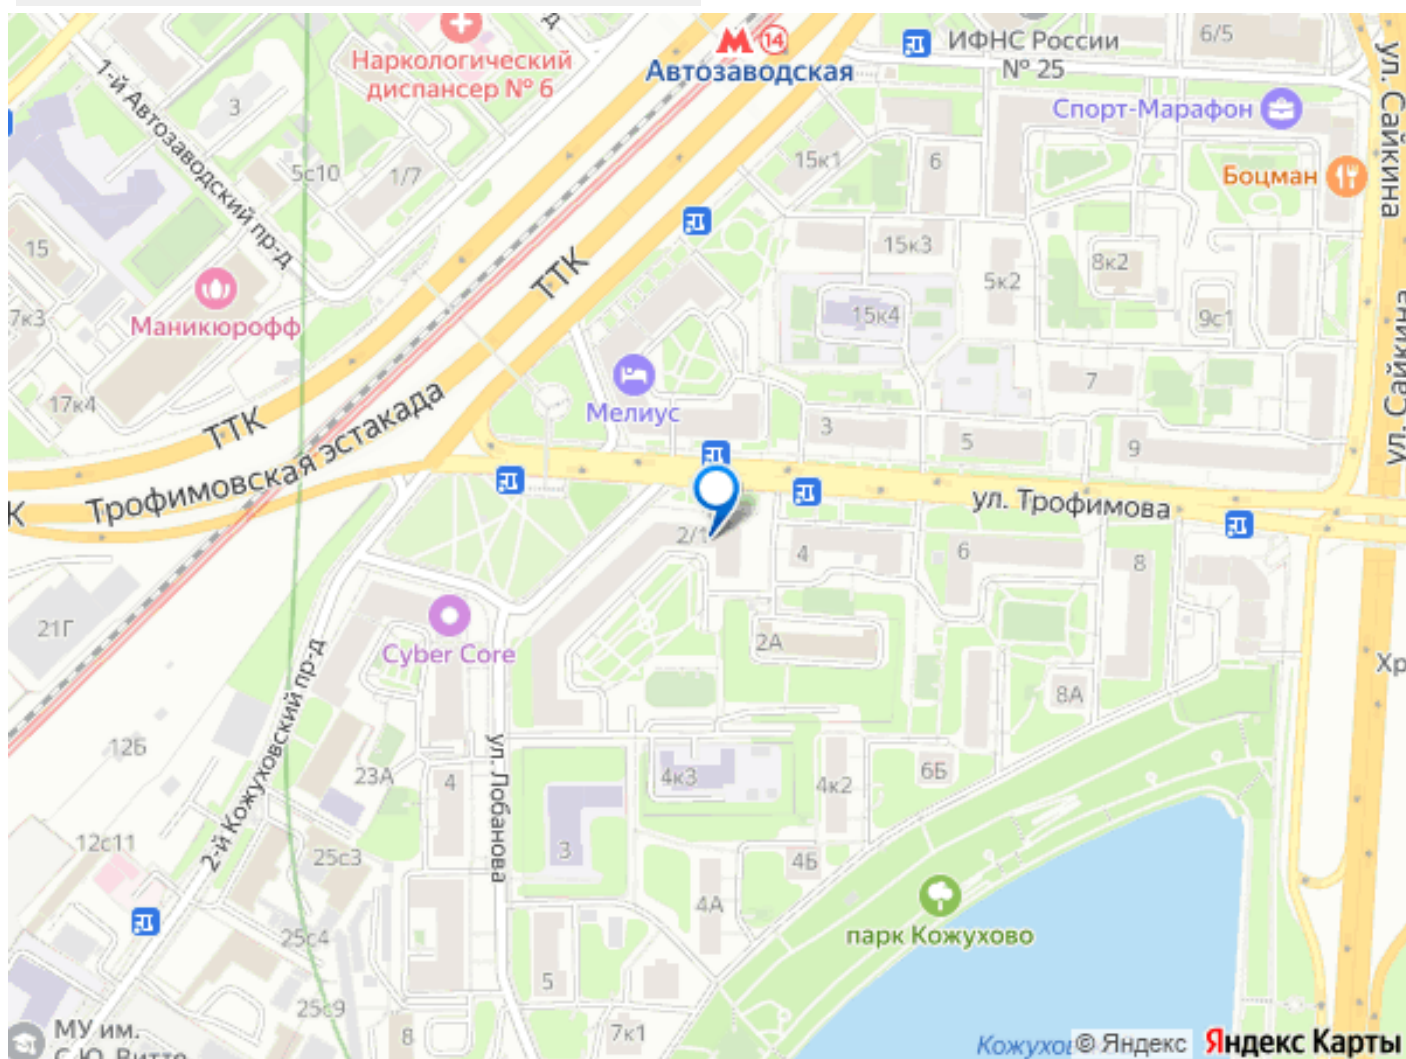 6/5
ИФНС России
№ 25
14
Автозаводская
Наркологический
диспансер № 6
1-й Автозаводский пр-д
3
Спорт-Марафон
ул. Сайкина
5с10
1/7
15к1
6
Боцман
15
15к3
8к2
5к2
ТТК
7к3
Маникюрофф
15к4
9с1
ул. Сайкина
17к4
Мелиус
7
ТТК
3
5
9
Трофимовская эстакада
К
ул. Трофимова
2/1
4
6
8
21Г
Cyber Core
2А
8А
Хр
12Б
2-й Кожуховский пр-д
ул. Лобанова
23А
4
4к3
4к2
6Б
12с11
25с3
3
4Б
4А
парк Кожухово
25с4
5
25с9
8
7к1
МУ им.
С.Ю. Витте
Кожухо
© Яндекс
Яндекс Карты